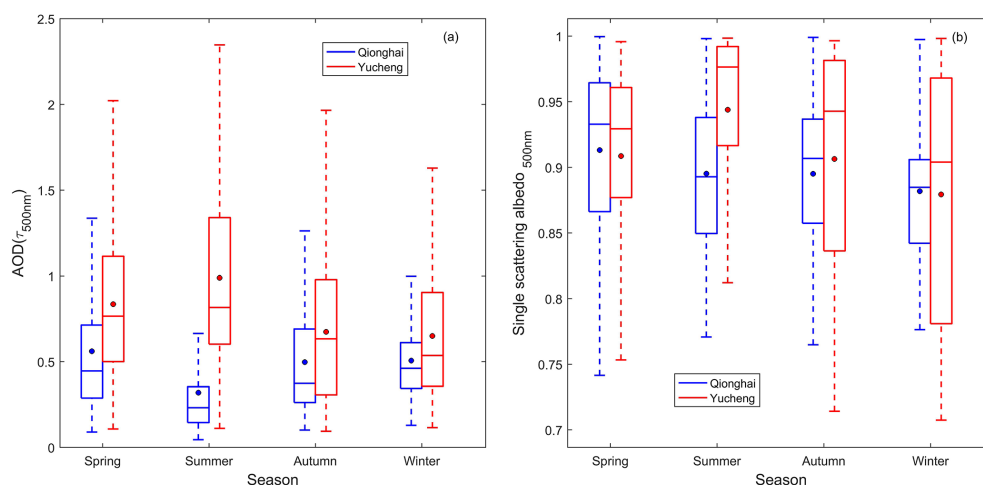 (a)
Qionghai
Yucheng
AOD(τ500nm)
2.5
2
1.5
1
0.5
0
Spring
Summer
Autumn
Winter
Season
(b)
Single scattering albedo 500nm
1
0.95
0.9
0.85
0.8
0.75
0.7
Qionghai
Yucheng
Spring
Summer
Autumn
Winter
Season